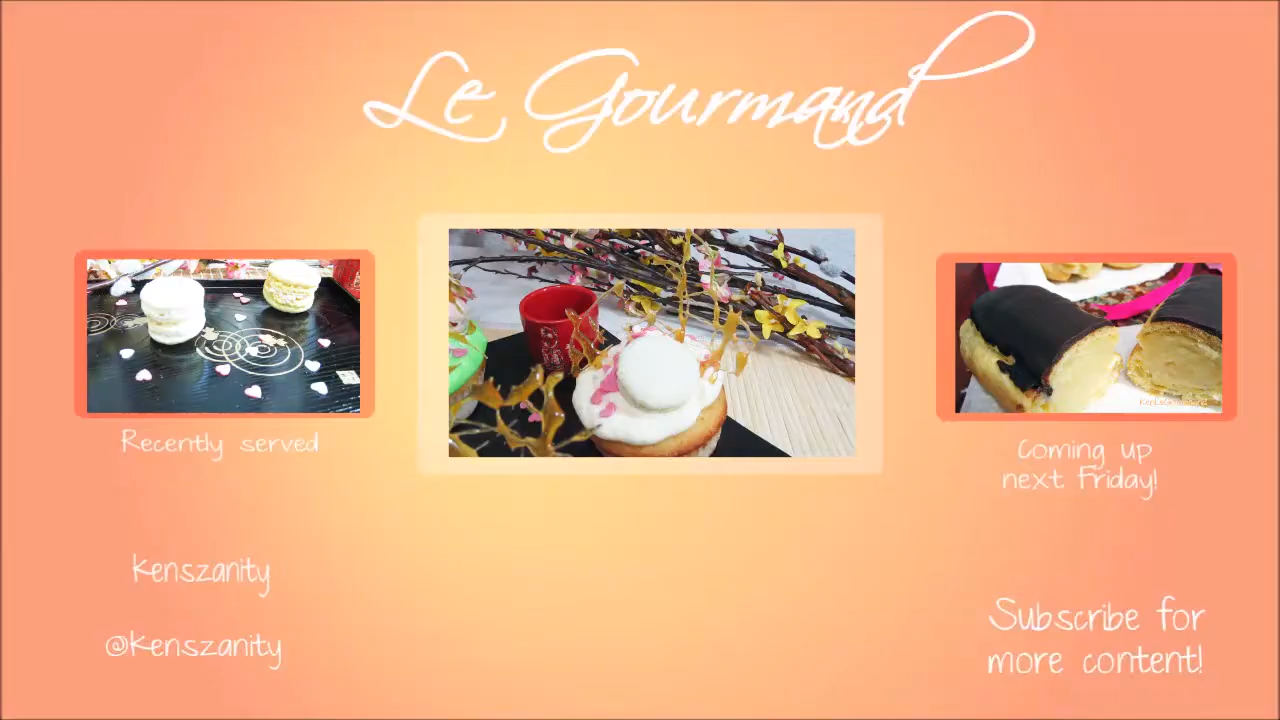 Le Gourmand
Recently served
Coming up
next Friday!
kenszanity
@kenszanity
Subscribe for
more content!